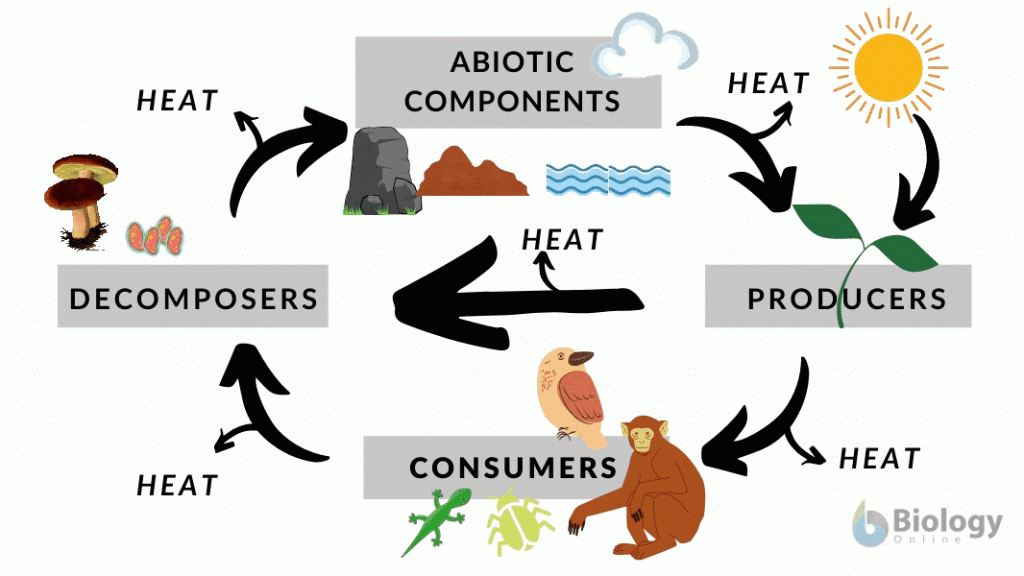 ABIOTIC
COMPONENTS
HEAT
HEAT
HEAT
DECOMPOSERS
PRODUCERS
CONSUMERS
HEAT
HEAT
Biology
Online